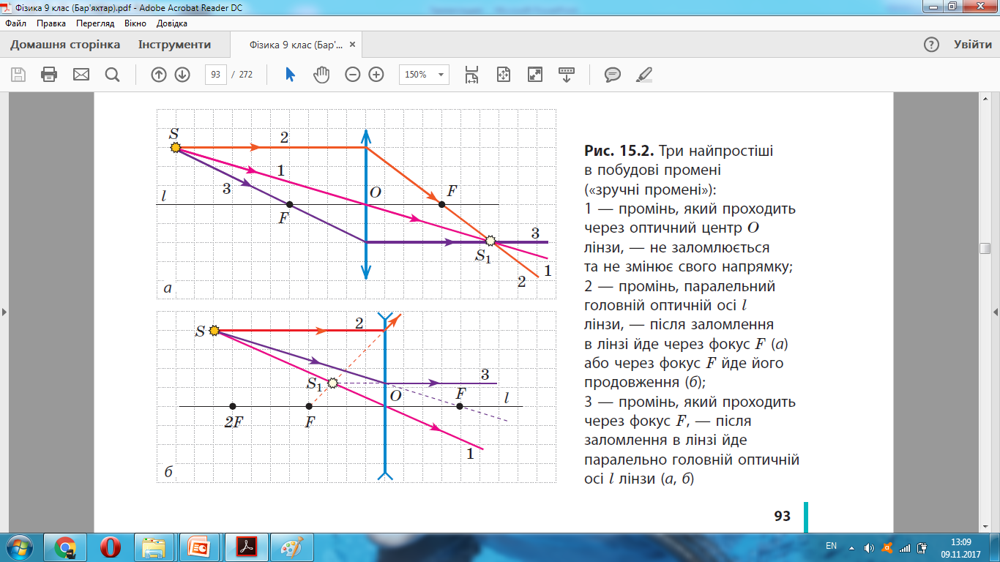 Фізика 9 клас (Бар'яхтар).pdf - Adobe Acrobat Reader DC
Файл Правка Перегляд Вікно Довідка
Домашня сторінка Інструменти Фізика 9 клас (Бар'... × ? Увійти
93 / 272 150%
S
2
1
3
l
O
F
F
3
S1
1
2
а
2
S
3
S1
O
F
l
2F
F
1
б
Рис. 15.2. Три найпростіші
в побудові промені
(«зручні промені»):
1 — промінь, який проходить
через оптичний центр O
лінзи, — не заломлюється
та не змінює свого напрямку;
2 — промінь, паралельний
головній оптичній осі l
лінзи, — після заломлення
в лінзі йде через фокус F (а)
або через фокус F йде його
продовження (б);
3 — промінь, який проходить
через фокус F, — після
заломлення в лінзі йде
паралельно головній оптичній
осі l лінзи (а, б)
93
EN
13:09
09.11.2017